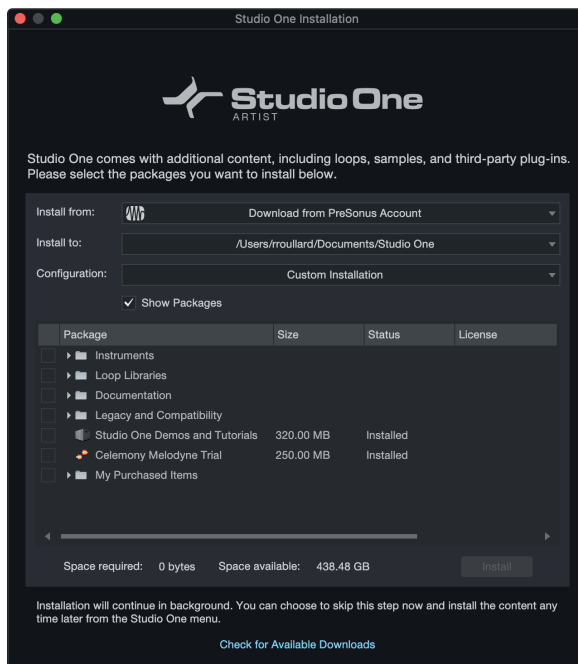 Studio One Installation
Studio One
ARTIST
Studio One comes with additional content, including loops, samples, and third-party plug-ins.
Please select the packages you want to install below.
Install from: Download from PreSonus Account
Install to: /Users/rroullard/Documents/Studio One
Configuration: Custom Installation
Show Packages
Package Size Status License
Instruments
Loop Libraries
Documentation
Legacy and Compatibility
Studio One Demos and Tutorials 320.00 MB Installed
Celemony Melodyne Trial 250.00 MB Installed
My Purchased Items
Space required: 0 bytes Space available: 438.48 GB Install
Installation will continue in background. You can choose to skip this step now and install the content any
time later from the Studio One menu.
Check for Available Downloads